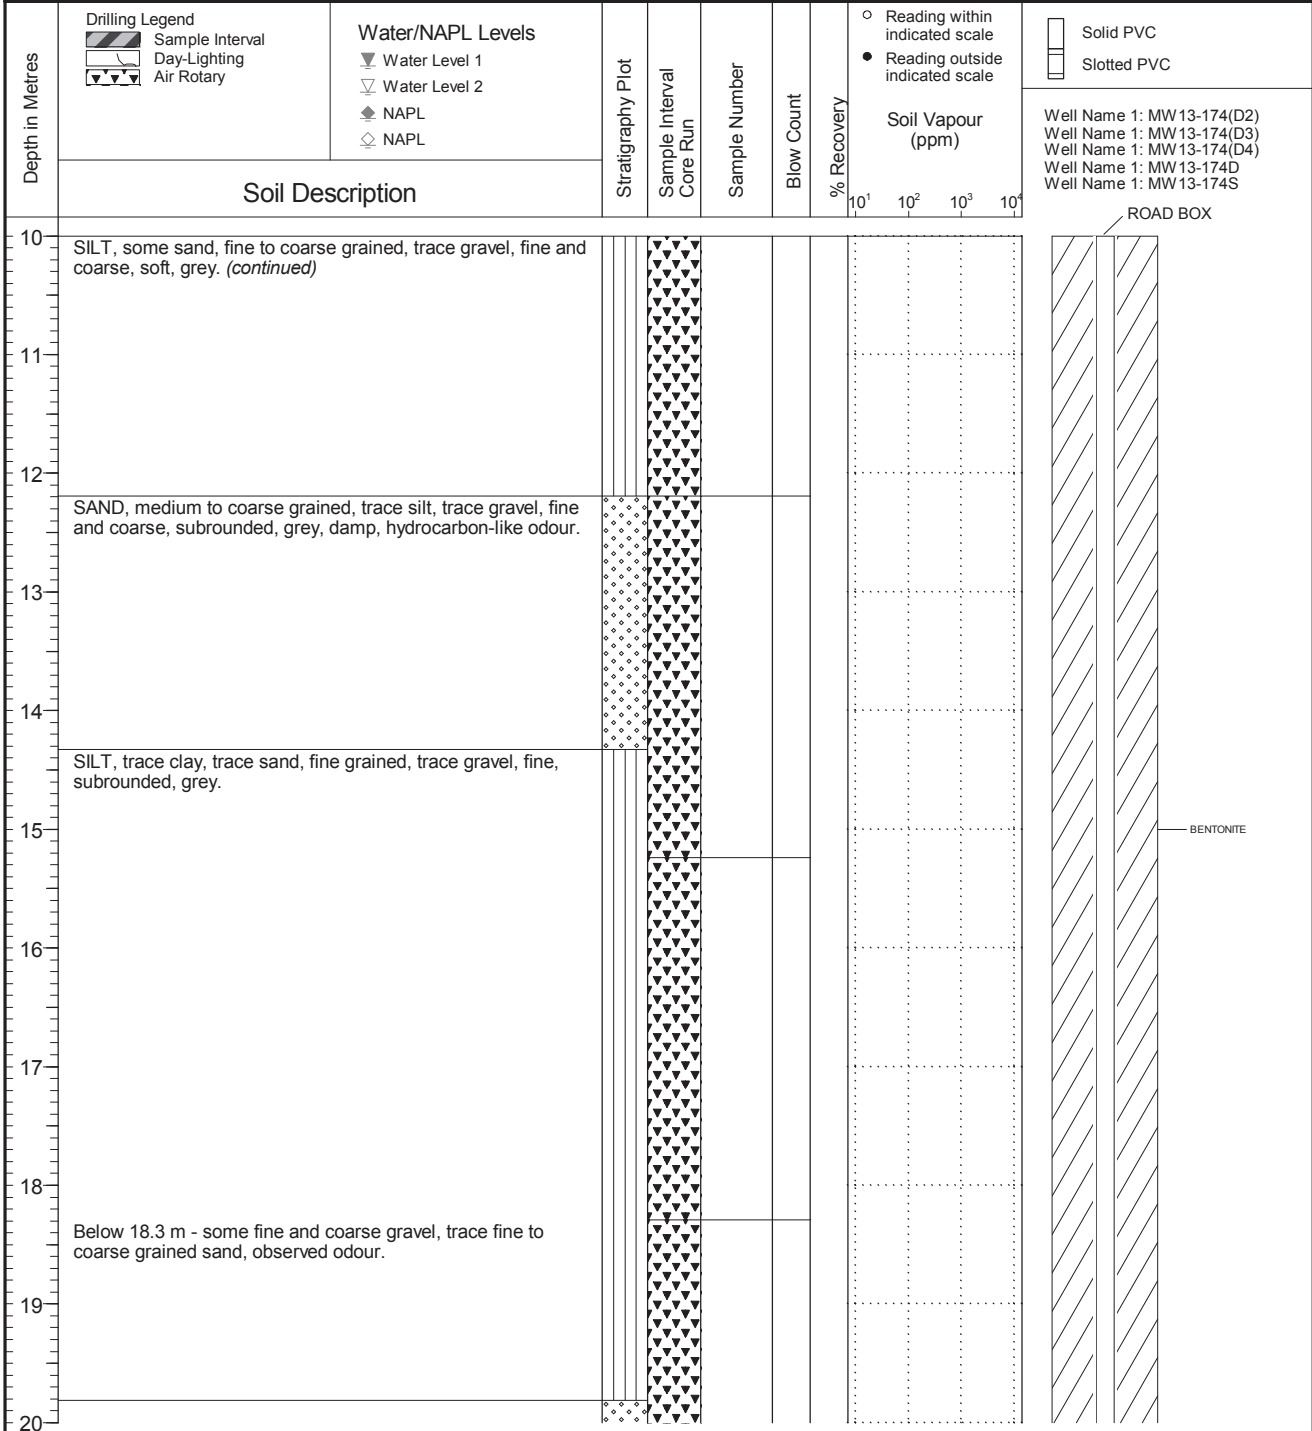 Depth in Metres
Drilling Legend
Sample Interval
Day-Lighting
Air Rotary
Water/NAPL Levels
Water Level 1
Water Level 2
NAPL
NAPL
Soil Description
Stratigraphy Plot
Sample Interval
Core Run
Sample Number
Blow Count
% Recovery
Reading within
indicated scale
Reading outside
indicated scale
Soil Vapour
(ppm)
10¹ 10² 10³ 10⁴
Solid PVC
Slotted PVC
Well Name 1: MW13-174(D2)
Well Name 1: MW13-174(D3)
Well Name 1: MW13-174(D4)
Well Name 1: MW13-174D
Well Name 1: MW13-174S
ROAD BOX
10
SILT, some sand, fine to coarse grained, trace gravel, fine and
coarse, soft, grey. (continued)
11
12
SAND, medium to coarse grained, trace silt, trace gravel, fine
and coarse, subrounded, grey, damp, hydrocarbon-like odour.
13
14
SILT, trace clay, trace sand, fine grained, trace gravel, fine,
subrounded, grey.
15
BENTONITE
16
17
18
Below 18.3 m - some fine and coarse gravel, trace fine to
coarse grained sand, observed odour.
19
20